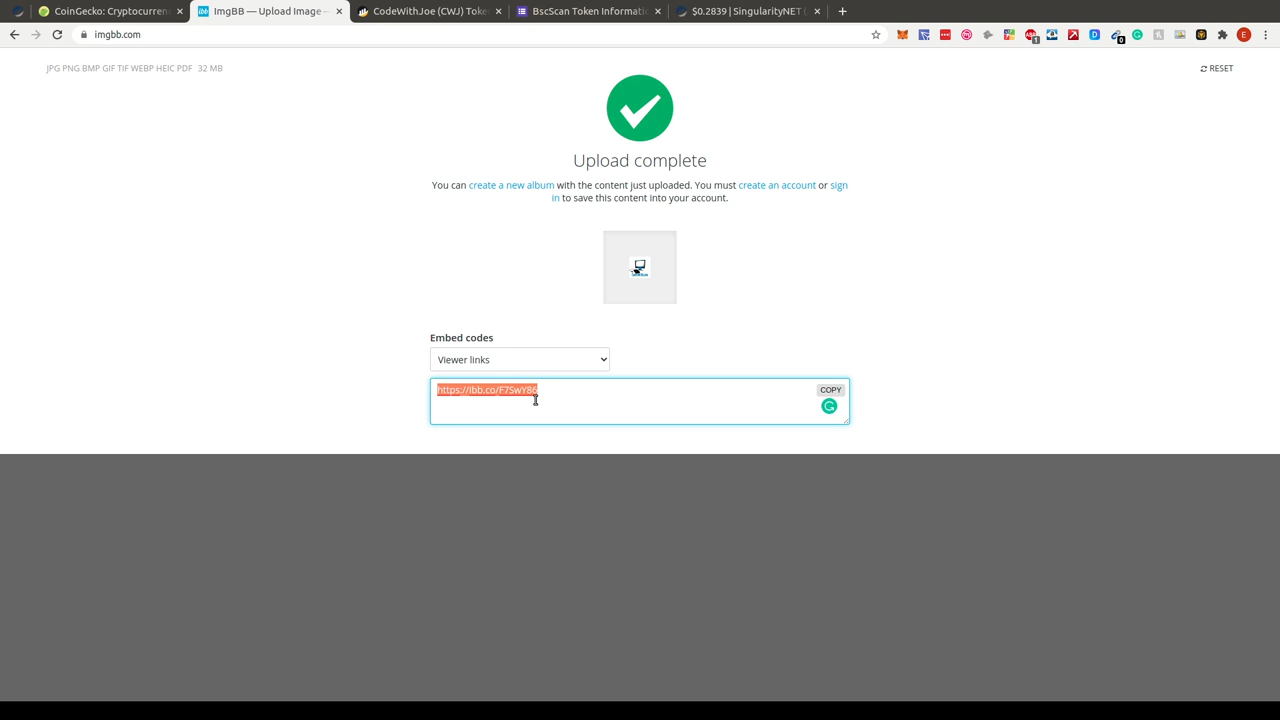 CoinGecko: Cryptocurren
ImgBB — Upload Image –
CodeWithJoe (CWJ) Toke
BscScan Token Informati
$0.2839 | SingularityNET (
imgbb.com
JPG PNG BMP GIF TIF WEBP HEIC PDF 32 MB
RESET
Upload complete
You can create a new album with the content just uploaded. You must create an account or sign
in to save this content into your account.
Embed codes
Viewer links
https://ibb.co/F7SwY86
COPY